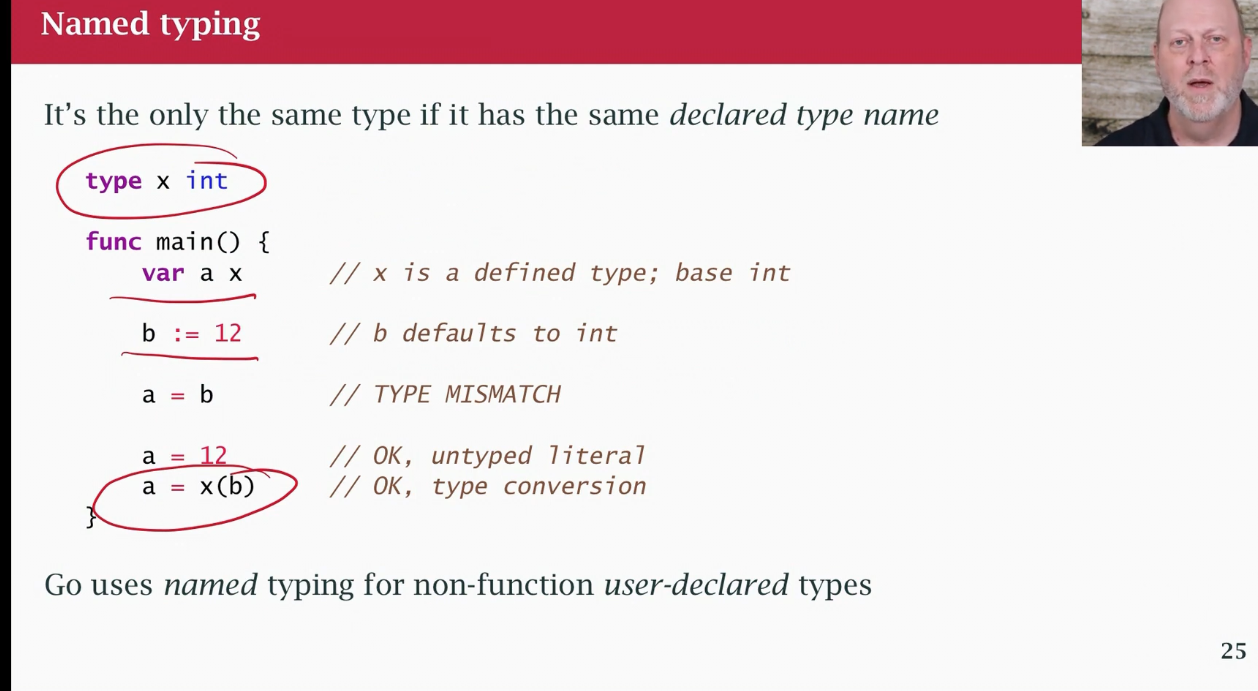 Named typing
It's the only the same type if it has the same declared type name
type x int
func main() {
var a x // x is a defined type; base int
b := 12 // b defaults to int
a = b // TYPE MISMATCH
a = 12 // OK, untyped literal
a = x(b) // OK, type conversion
}
Go uses named typing for non-function user-declared types
25